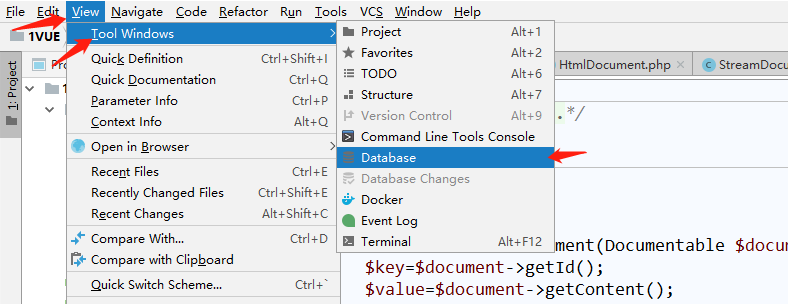 File Edit View Navigate Code Refactor Run Tools VCS Window Help
1VUE
Tool Windows
Project Alt+1
1: Project
Quick Definition Ctrl+Shift+I
Favorites Alt+2
HtmlDocument.php
StreamDocu
Quick Documentation Ctrl+Q
TODO Alt+6
Parameter Info Ctrl+P
Structure Alt+7
Context Info Alt+Q
Version Control Alt+9
.*/
Command Line Tools Console
Open in Browser
Database
Recent Files Ctrl+E
Database Changes
Recently Changed Files Ctrl+Shift+E
Docker
Recent Changes Alt+Shift+C
Event Log
Compare With... Ctrl+D
Terminal Alt+F12
ment(Documentable $docu
Compare with Clipboard
$key=$document->getId();
Quick Switch Scheme... Ctrl+`
$value=$document->getContent();